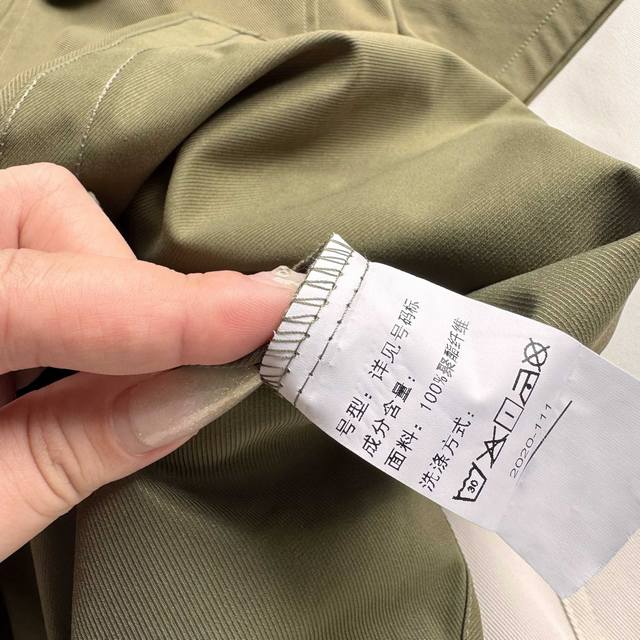 号型：详见号码标
成分含量：
面料：100%聚酯纤维
洗涤方式：
30
2020-111